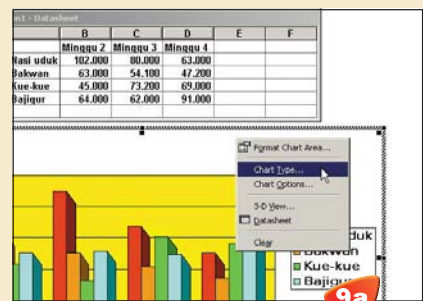 nt - Datasheet
B C D E F
Minggu 2 Minggu 3 Minggu 4
Nasi uduk 102.000 80.000 63.000
Bakwan 63.000 54.100 47.200
Kue-kue 45.000 73.200 69.000
Bajigur 64.000 62.000 91.000
Format Chart Area...
Chart Type...
Chart Options...
3-D View...
Datasheet
Clear
duk
Bakwan
Kue-kue
Bajigu
9a